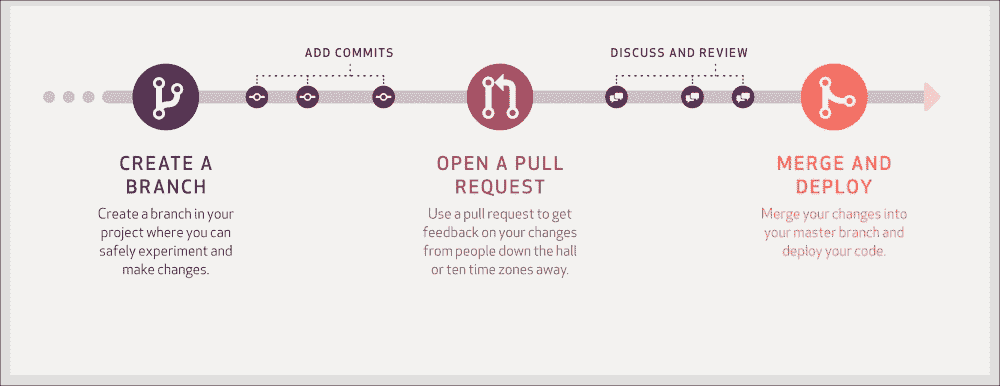 ADD COMMITS
DISCUSS AND REVIEW
CREATE A
BRANCH
Create a branch in your
project where you can
safely experiment and
make changes.
OPEN A PULL
REQUEST
Use a pull request to get
feedback on your changes
from people down the hall
or ten time zones away.
MERGE AND
DEPLOY
Merge your changes into
your master branch and
deploy your code.